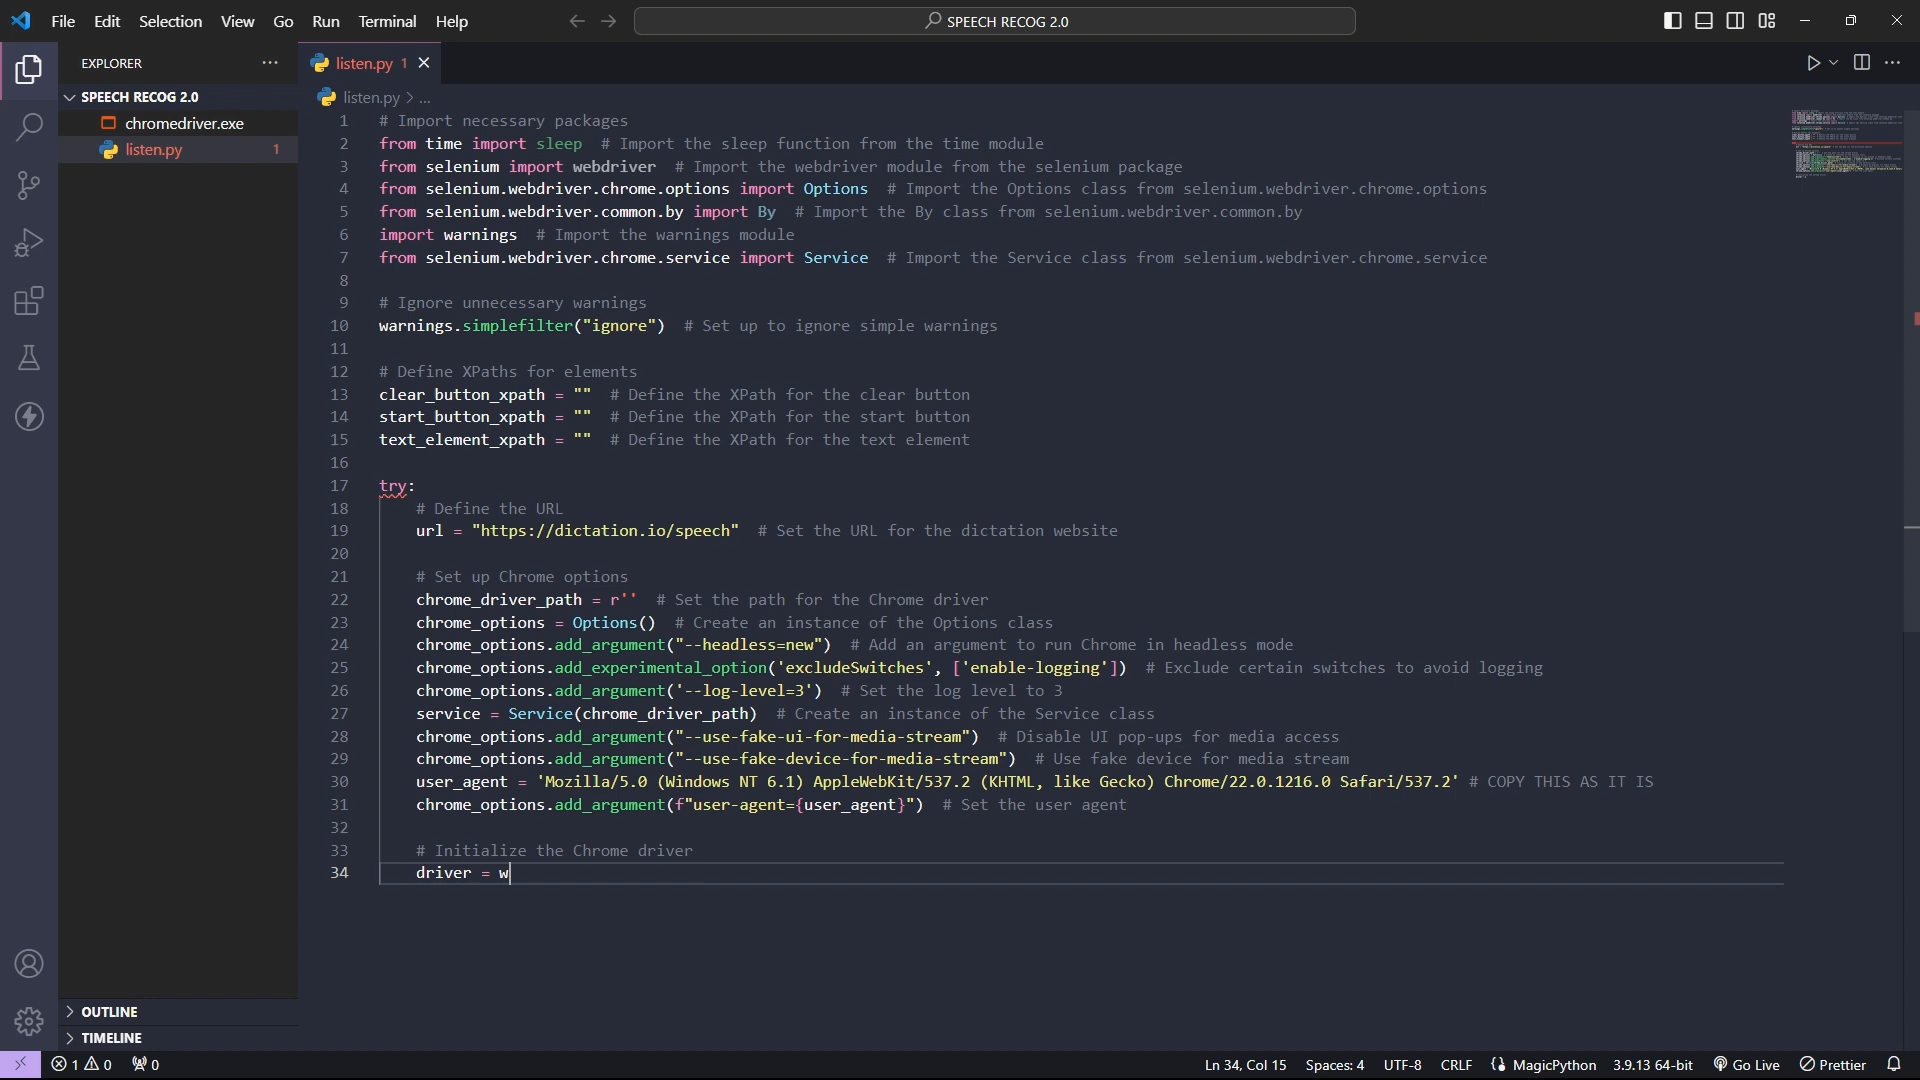 File Edit Selection View Go Run Terminal Help
SPEECH RECOG 2.0
EXPLORER
SPEECH RECOG 2.0
chromedriver.exe
listen.py 1
OUTLINE
TIMELINE
listen.py 1
listen.py > ...
1 # Import necessary packages
2 from time import sleep # Import the sleep function from the time module
3 from selenium import webdriver # Import the webdriver module from the selenium package
4 from selenium.webdriver.chrome.options import Options # Import the Options class from selenium.webdriver.chrome.options
5 from selenium.webdriver.common.by import By # Import the By class from selenium.webdriver.common.by
6 import warnings # Import the warnings module
7 from selenium.webdriver.chrome.service import Service # Import the Service class from selenium.webdriver.chrome.service
8
9 # Ignore unnecessary warnings
10 warnings.simplefilter("ignore") # Set up to ignore simple warnings
11
12 # Define XPaths for elements
13 clear_button_xpath = "" # Define the XPath for the clear button
14 start_button_xpath = "" # Define the XPath for the start button
15 text_element_xpath = "" # Define the XPath for the text element
16
17 try:
18 # Define the URL
19 url = "https://dictation.io/speech" # Set the URL for the dictation website
20
21 # Set up Chrome options
22 chrome_driver_path = r'' # Set the path for the Chrome driver
23 chrome_options = Options() # Create an instance of the Options class
24 chrome_options.add_argument("--headless=new") # Add an argument to run Chrome in headless mode
25 chrome_options.add_experimental_option('excludeSwitches', ['enable-logging']) # Exclude certain switches to avoid logging
26 chrome_options.add_argument('--log-level=3') # Set the log level to 3
27 service = Service(chrome_driver_path) # Create an instance of the Service class
28 chrome_options.add_argument("--use-fake-ui-for-media-stream") # Disable UI pop-ups for media access
29 chrome_options.add_argument("--use-fake-device-for-media-stream") # Use fake device for media stream
30 user_agent = 'Mozilla/5.0 (Windows NT 6.1) AppleWebKit/537.2 (KHTML, like Gecko) Chrome/22.0.1216.0 Safari/537.2' # COPY THIS AS IT IS
31 chrome_options.add_argument(f"user-agent={user_agent}") # Set the user agent
32
33 # Initialize the Chrome driver
34 driver = w
1 0 0 Ln 34, Col 15 Spaces: 4 UTF-8 CRLF MagicPython 3.9.13 64-bit Go Live Prettier